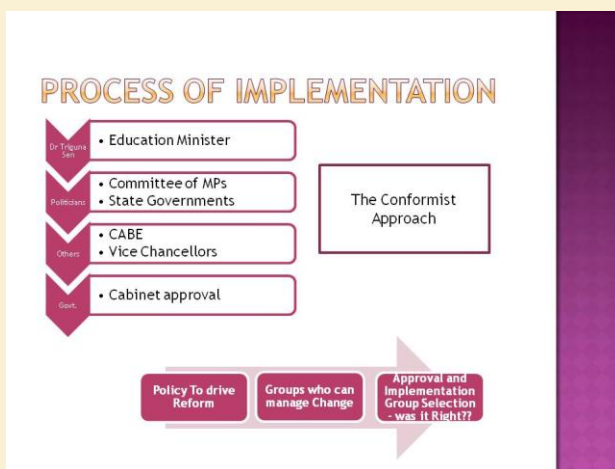 PROCESS OF IMPLEMENTATION
Dr Triguna
Sen
• Education Minister
Politicians
• Committee of MPs
• State Governments
Others
• CABE
• Vice Chancellors
Govt.
• Cabinet approval
The Conformist
Approach
Policy To drive
Reform
Groups who can
manage Change
Approval and
Implementation
Group Selection
- was it Right??